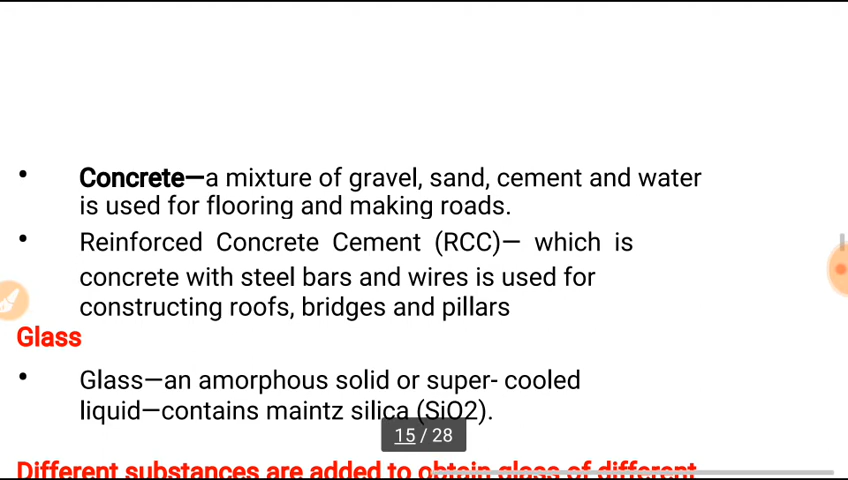 • Concrete—a mixture of gravel, sand, cement and water
is used for flooring and making roads.
• Reinforced Concrete Cement (RCC)— which is
concrete with steel bars and wires is used for
constructing roofs, bridges and pillars
Glass
• Glass—an amorphous solid or super- cooled
liquid—contains maintz silica (SiO2).
15 / 28
Different substances are added to obtain glass of different